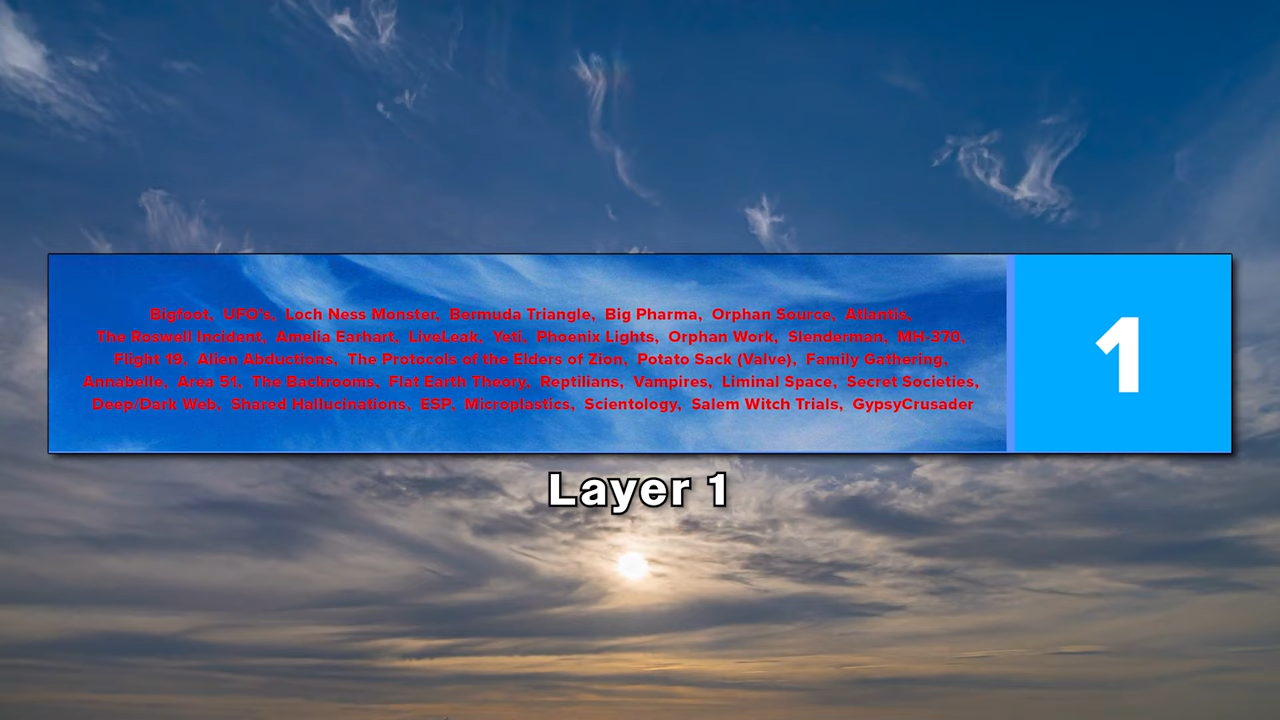 Bigfoot, UFO's, Loch Ness Monster, Bermuda Triangle, Big Pharma, Orphan Source, Atlantis,
The Roswell Incident, Amelia Earhart, LiveLeak, Yeti, Phoenix Lights, Orphan Work, Slenderman, MH-370,
Flight 19, Alien Abductions, The Protocols of the Elders of Zion, Potato Sack (Valve), Family Gathering,
Annabelle, Area 51, The Backrooms, Flat Earth Theory, Reptilians, Vampires, Liminal Space, Secret Societies,
Deep/Dark Web, Shared Hallucinations, ESP, Microplastics, Scientology, Salem Witch Trials, GypsyCrusader
1
Layer 1